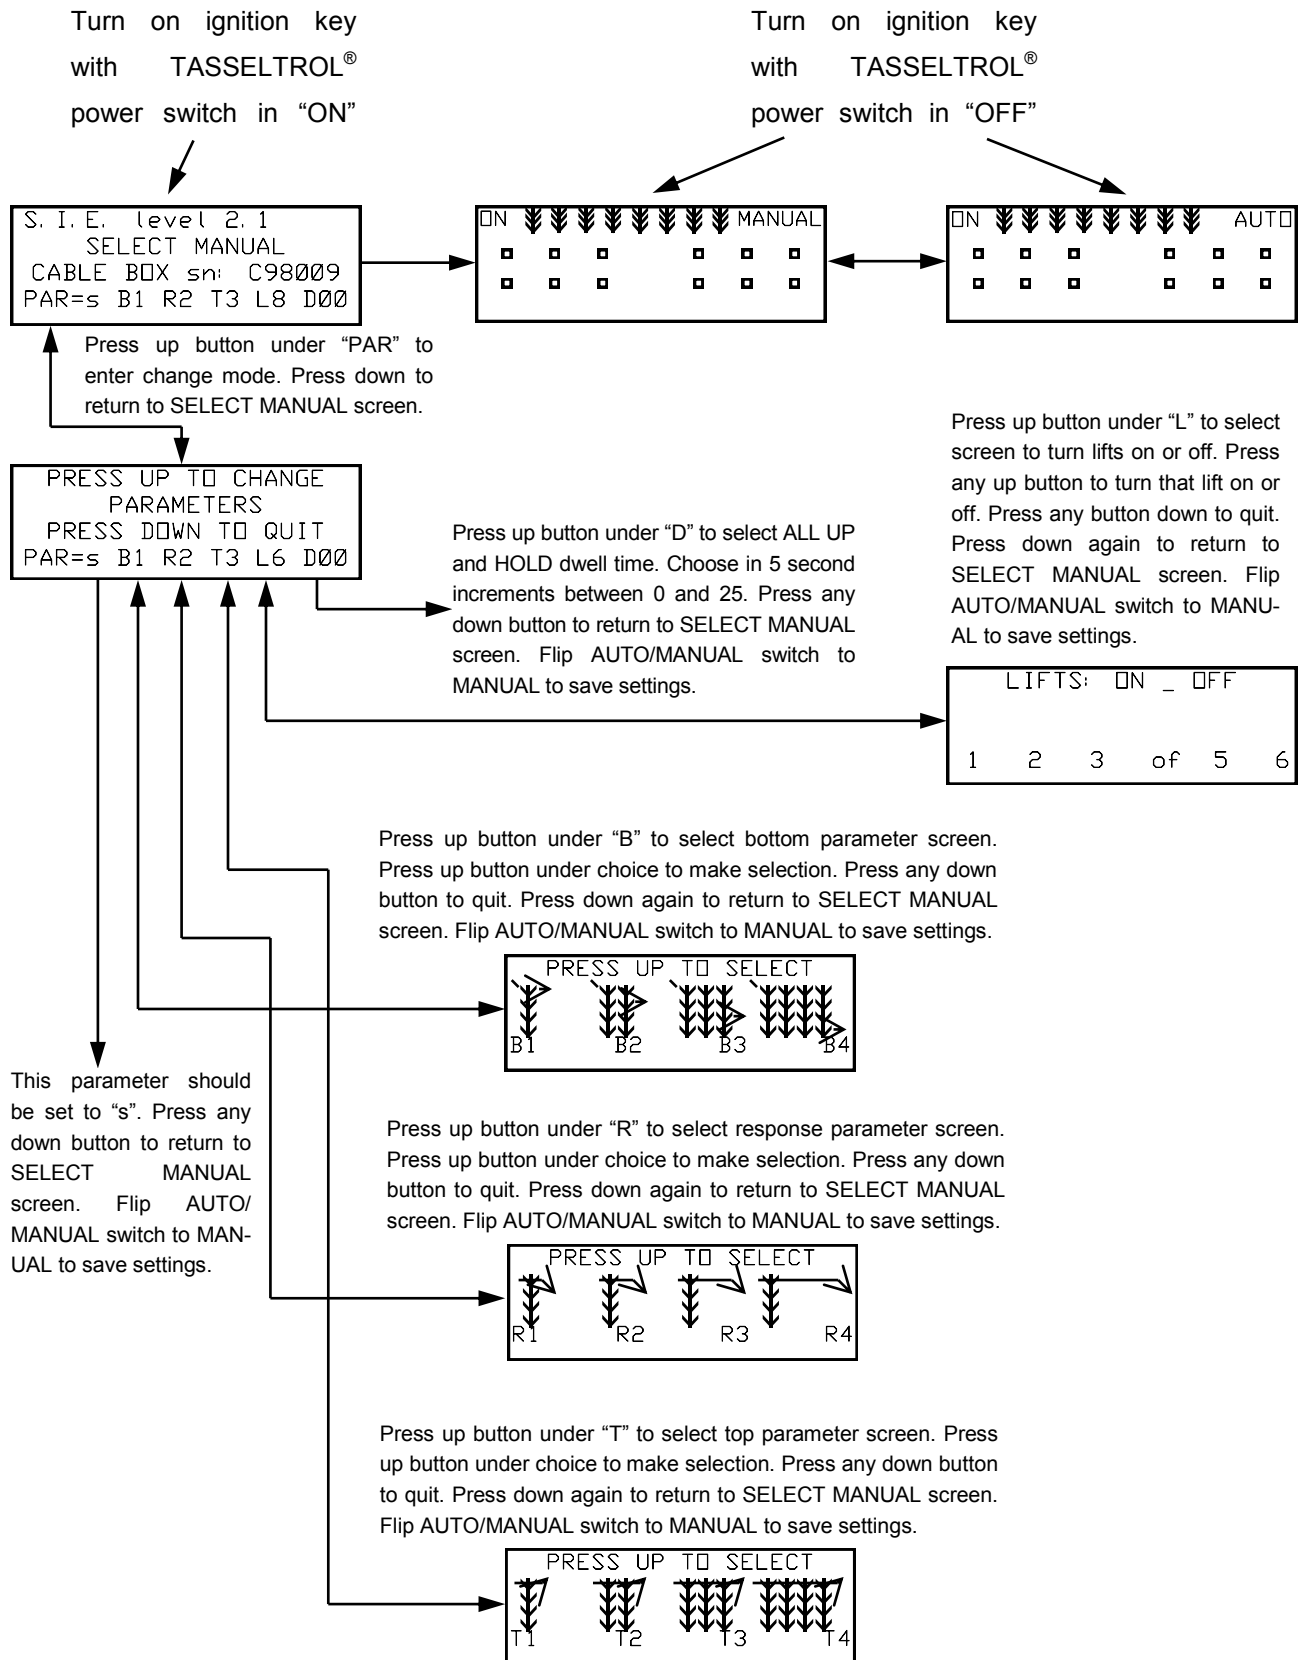 Turn on ignition key
with TASSELTROL®
power switch in “ON”
Turn on ignition key
with TASSELTROL®
power switch in “OFF”
S. I. E. level 2. 1
SELECT MANUAL
CABLE BOX sn: C98009
PAR=s B1 R2 T3 L8 D00
ON MANUAL
ON AUTO
Press up button under “PAR” to
enter change mode. Press down to
return to SELECT MANUAL screen.
PRESS UP TO CHANGE
PARAMETERS
PRESS DOWN TO QUIT
PAR=s B1 R2 T3 L6 D00
Press up button under “L” to select
screen to turn lifts on or off. Press
any up button to turn that lift on or
off. Press any button down to quit.
Press down again to return to
SELECT MANUAL screen. Flip
AUTO/MANUAL switch to MANU-
AL to save settings.
Press up button under “D” to select ALL UP
and HOLD dwell time. Choose in 5 second
increments between 0 and 25. Press any
down button to return to SELECT MANUAL
screen. Flip AUTO/MANUAL switch to
MANUAL to save settings.
LIFTS: ON _ OFF
1 2 3 of 5 6
Press up button under “B” to select bottom parameter screen.
Press up button under choice to make selection. Press any down
button to quit. Press down again to return to SELECT MANUAL
screen. Flip AUTO/MANUAL switch to MANUAL to save settings.
PRESS UP TO SELECT
B1 B2 B3 B4
This parameter should
be set to “s”. Press any
down button to return to
SELECT MANUAL
screen. Flip AUTO/
MANUAL switch to MAN-
UAL to save settings.
Press up button under “R” to select response parameter screen.
Press up button under choice to make selection. Press any down
button to quit. Press down again to return to SELECT MANUAL
screen. Flip AUTO/MANUAL switch to MANUAL to save settings.
PRESS UP TO SELECT
R1 R2 R3 R4
Press up button under “T” to select top parameter screen. Press
up button under choice to make selection. Press any down button
to quit. Press down again to return to SELECT MANUAL screen.
Flip AUTO/MANUAL switch to MANUAL to save settings.
PRESS UP TO SELECT
T1 T2 T3 T4